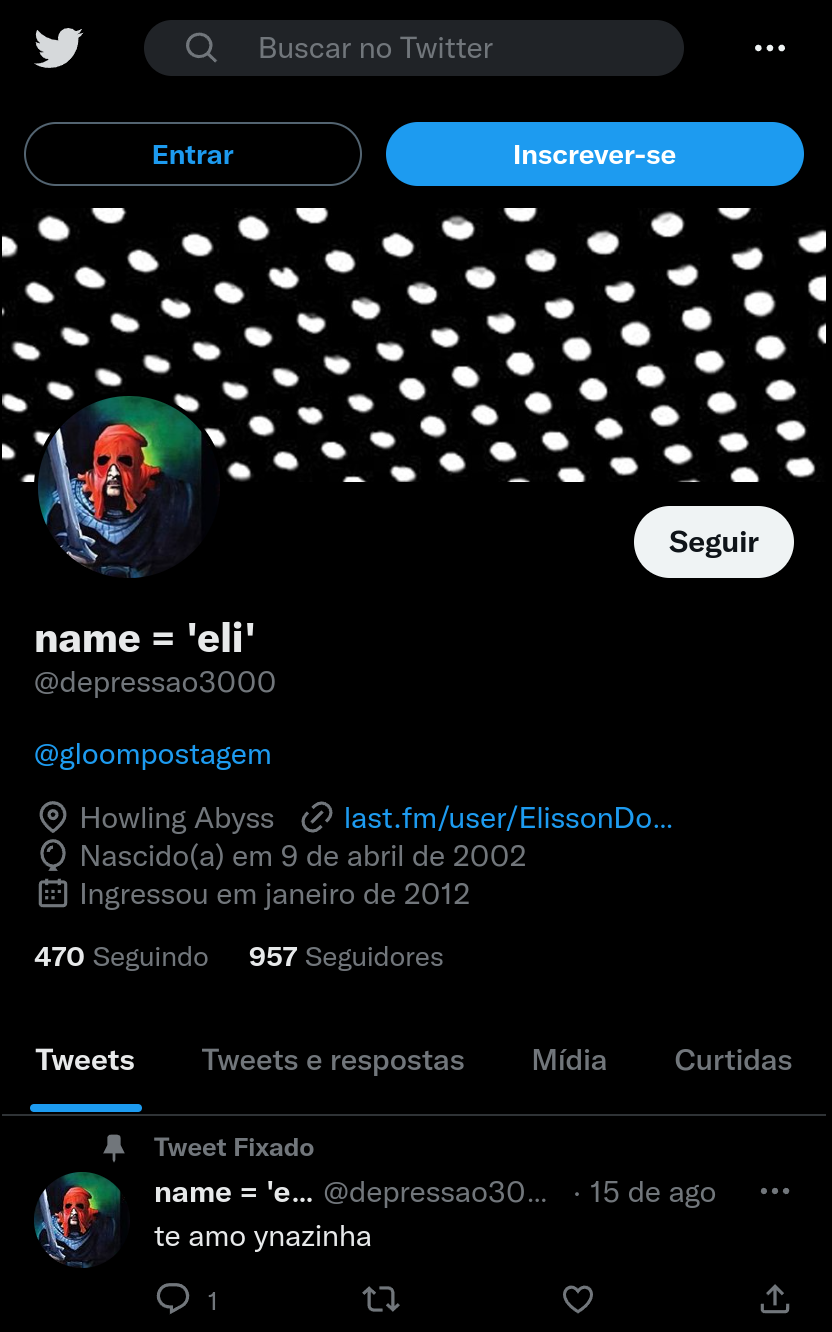 Buscar no Twitter
Entrar
Inscrever-se
Seguir
name = 'eli'
@depressao3000
@gloompostagem
Howling Abyss last.fm/user/ElissonDo...
Nascido(a) em 9 de abril de 2002
Ingressou em janeiro de 2012
470 Seguindo 957 Seguidores
Tweets Tweets e respostas Mídia Curtidas
Tweet Fixado
name = 'e... @depressao30... · 15 de ago
te amo ynazinha
1